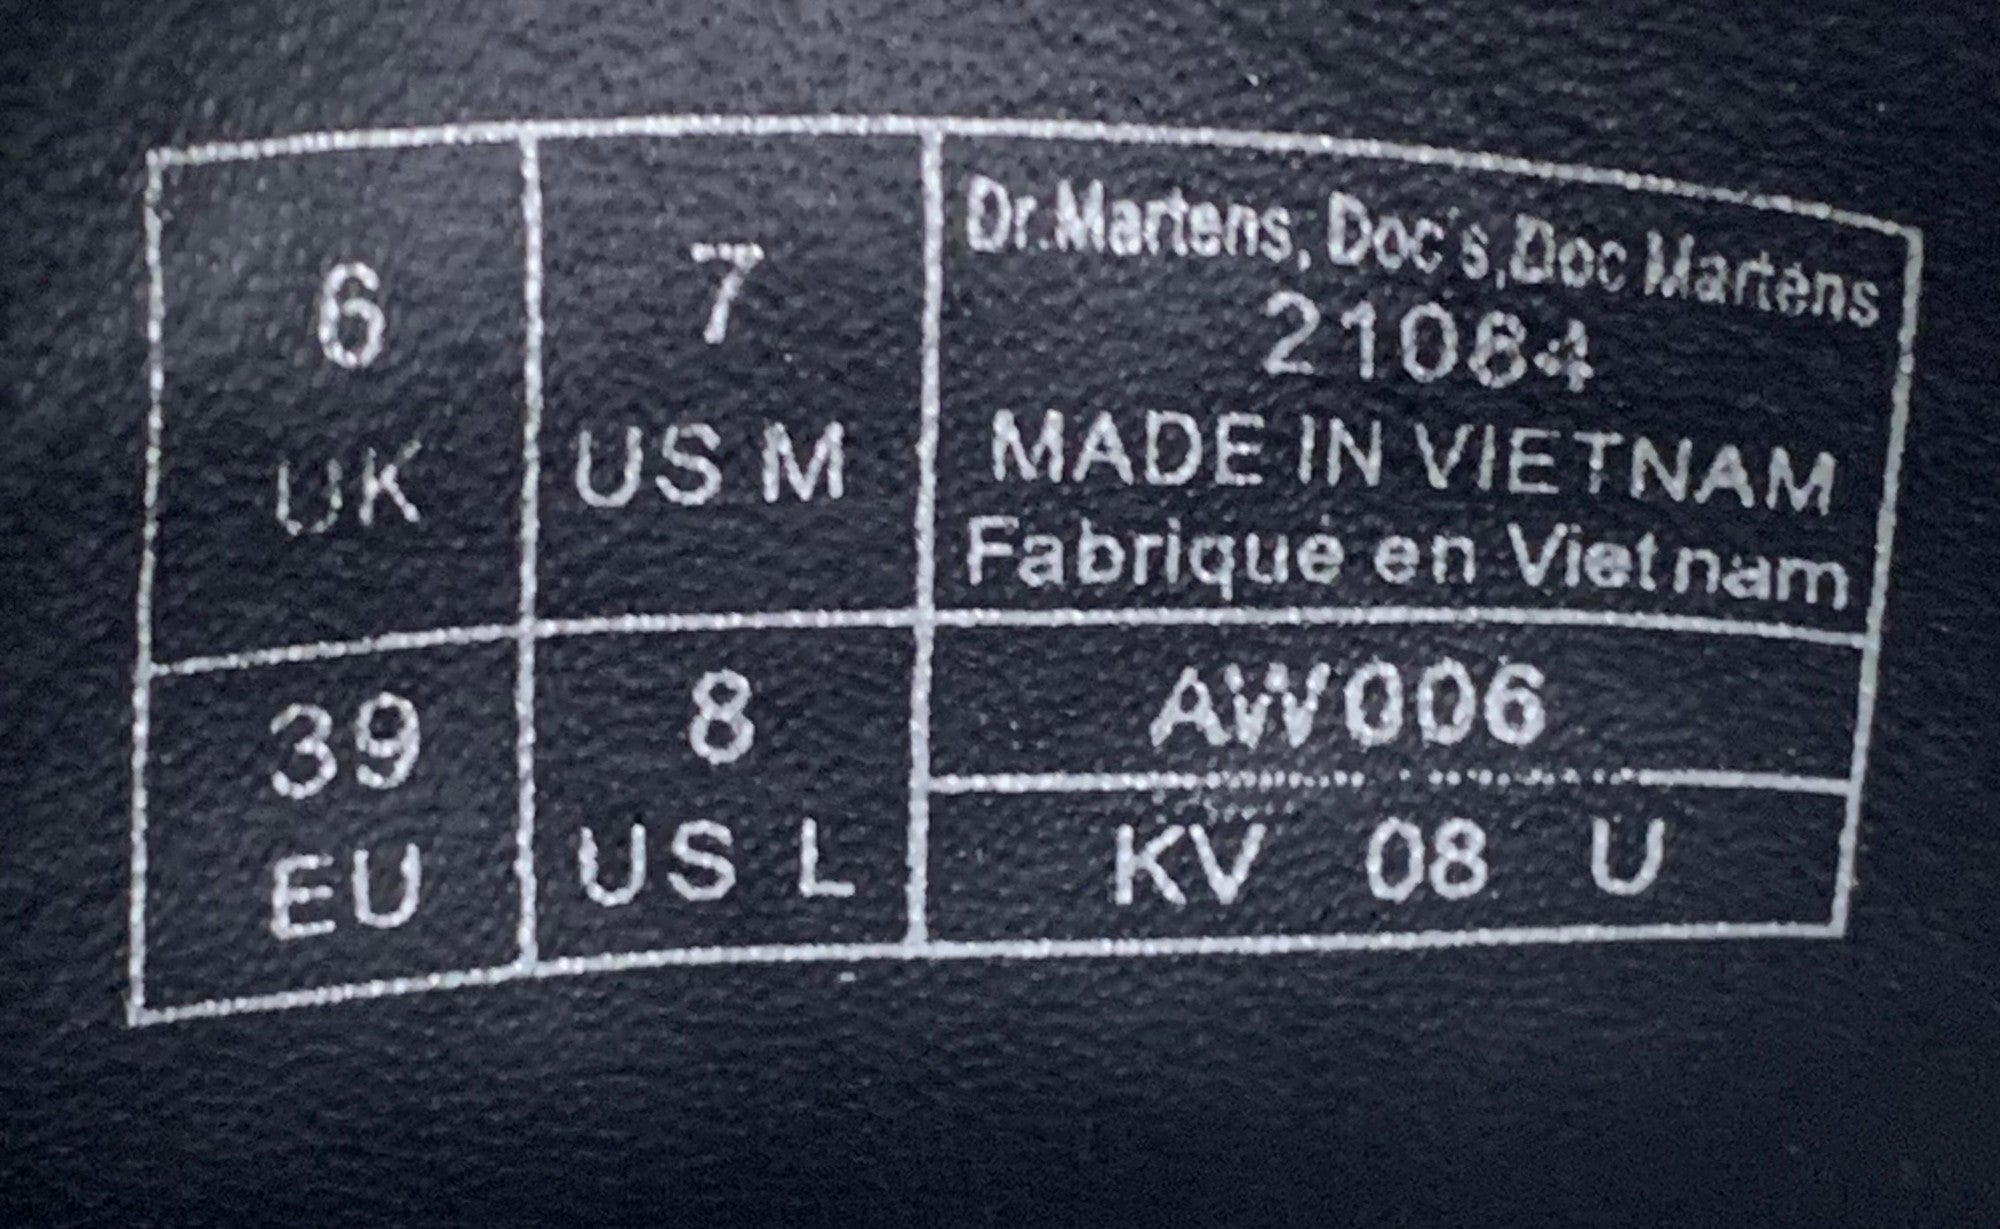 6
UK
7
US M
Dr.Martens, Doc's,Doc Martens
21084
MADE IN VIETNAM
Fabriqué en Vietnam
39
EU
8
US L
AW006
KV 08 U